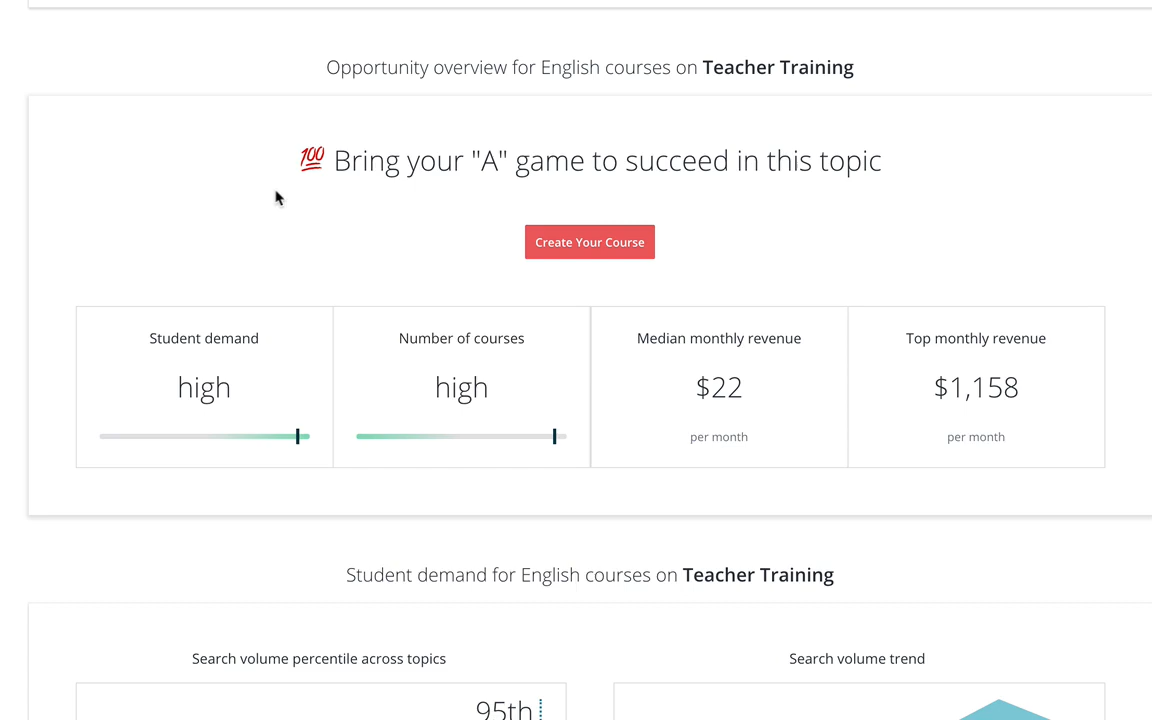 Opportunity overview for English courses on Teacher Training
💯 Bring your "A" game to succeed in this topic
Create Your Course
Student demand
high
Number of courses
high
Median monthly revenue
$22
per month
Top monthly revenue
$1,158
per month
Student demand for English courses on Teacher Training
Search volume percentile across topics
95th
Search volume trend